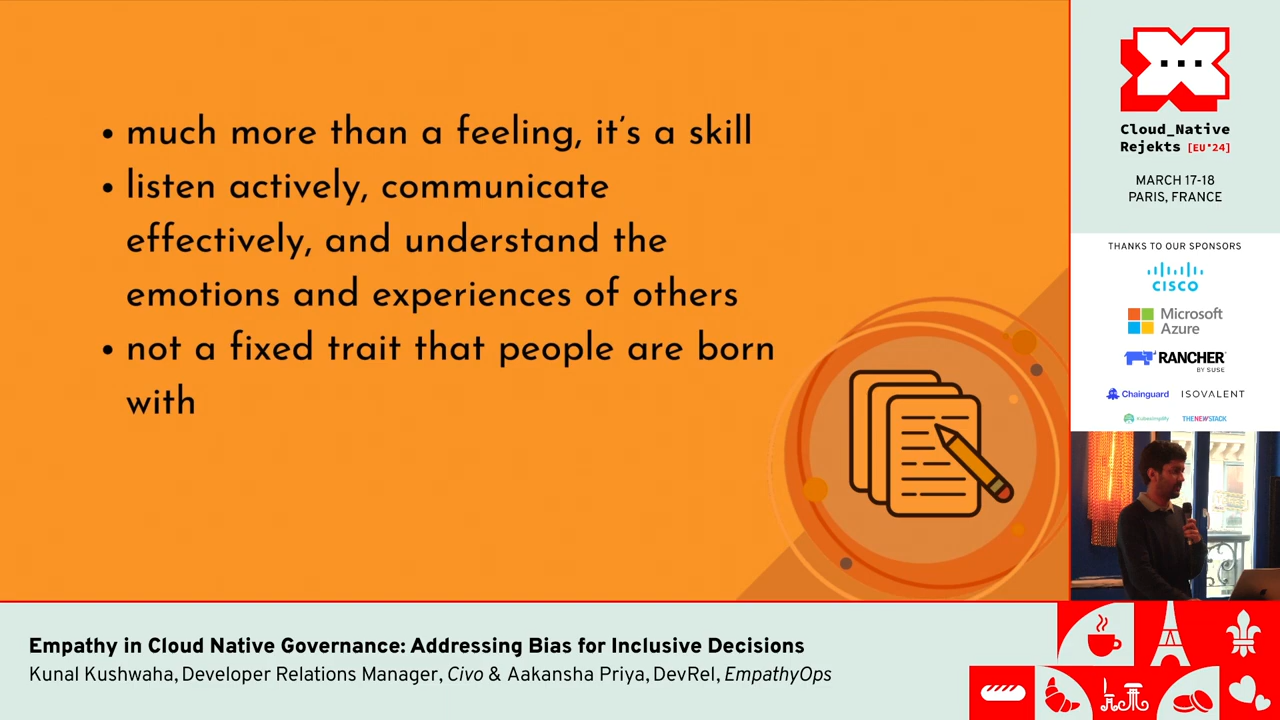 • much more than a feeling, it's a skill
• listen actively, communicate
effectively, and understand the
emotions and experiences of others
• not a fixed trait that people are born
with
Cloud_Native
Rejekts [EU'24]
MARCH 17-18
PARIS, FRANCE
THANKS TO OUR SPONSORS
CISCO
Microsoft
Azure
RANCHER
BY SUSE
Chainguard ISOVALENT
kubesimplify THENEWSTACK
Empathy in Cloud Native Governance: Addressing Bias for Inclusive Decisions
Kunal Kushwaha, Developer Relations Manager, Civo & Aakansha Priya, DevRel, EmpathyOps